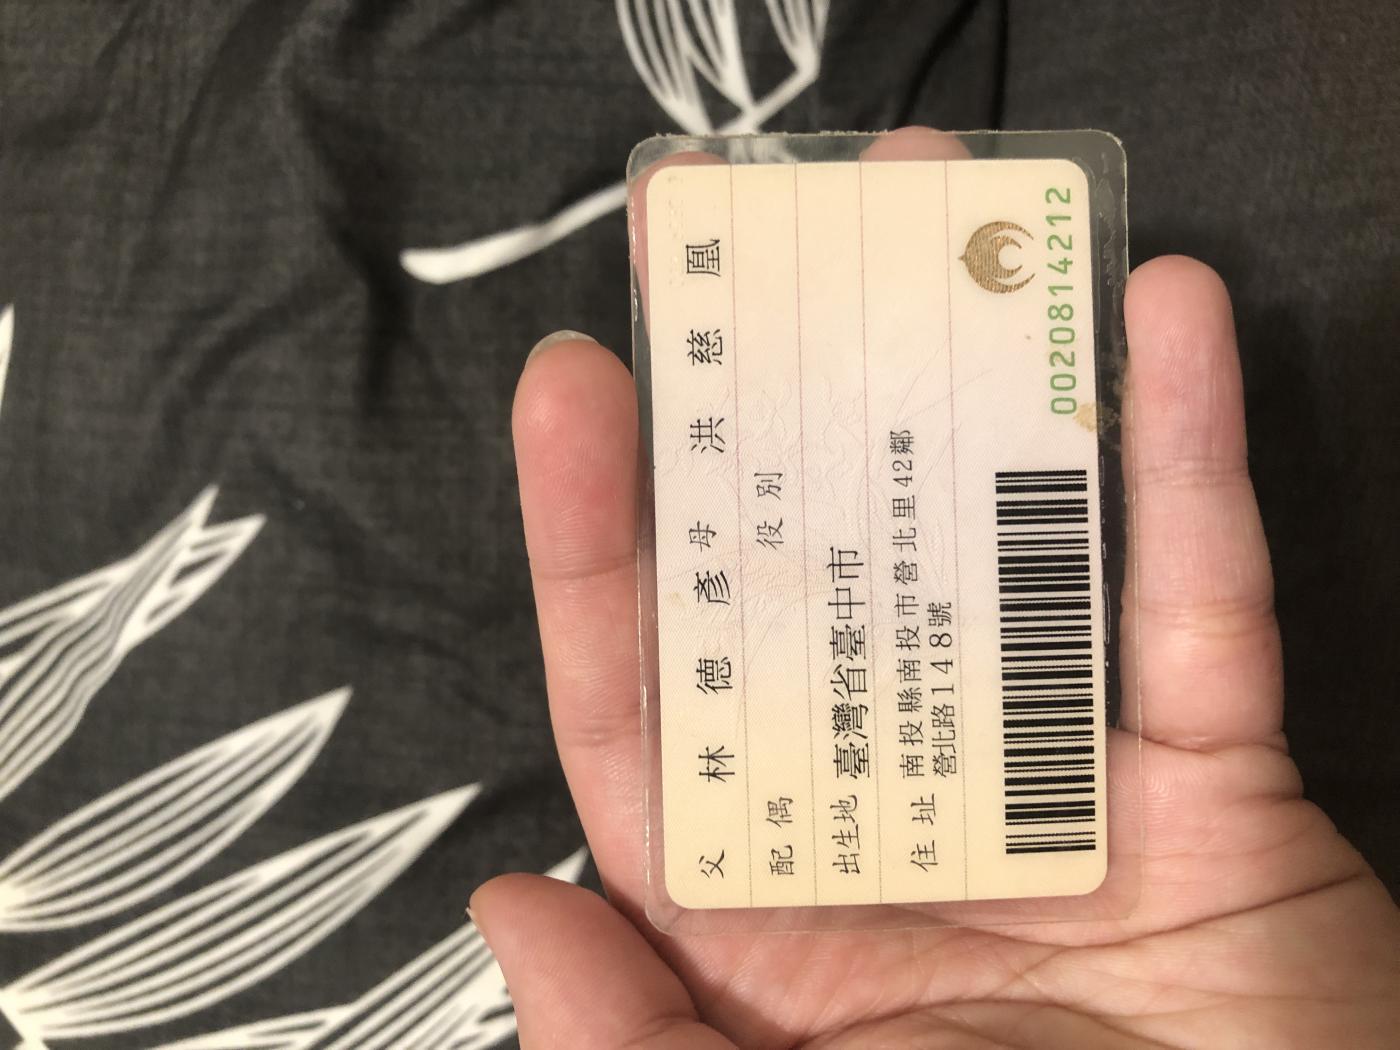 父 林德彥 母 洪慈凰
配偶 役別
出生地 臺灣省臺中市
住址 南投縣南投市營北里42鄰
營北路148號
0020814212